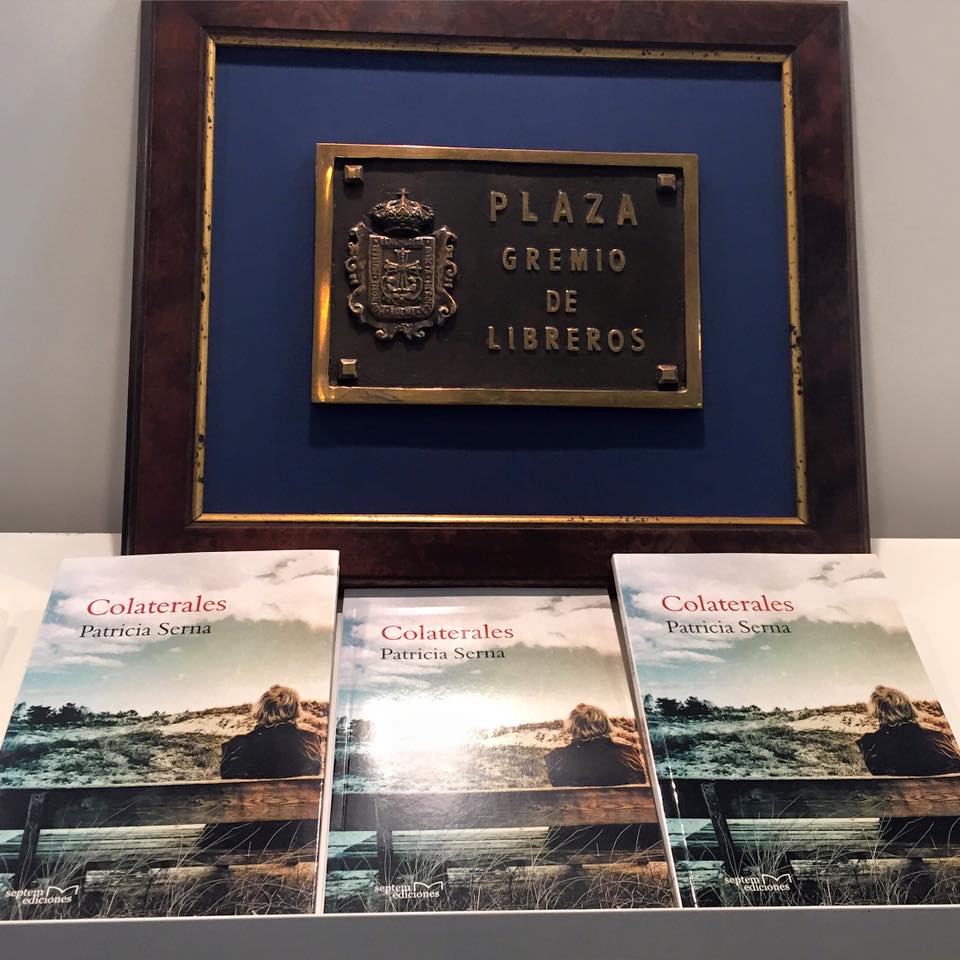 PLAZA
GREMIO
DE
LIBREROS
Colaterales
Patricia Serna
septem
ediciones
Colaterales
Patricia Serna
septem
ediciones
Colaterales
Patricia Serna
septem
ediciones